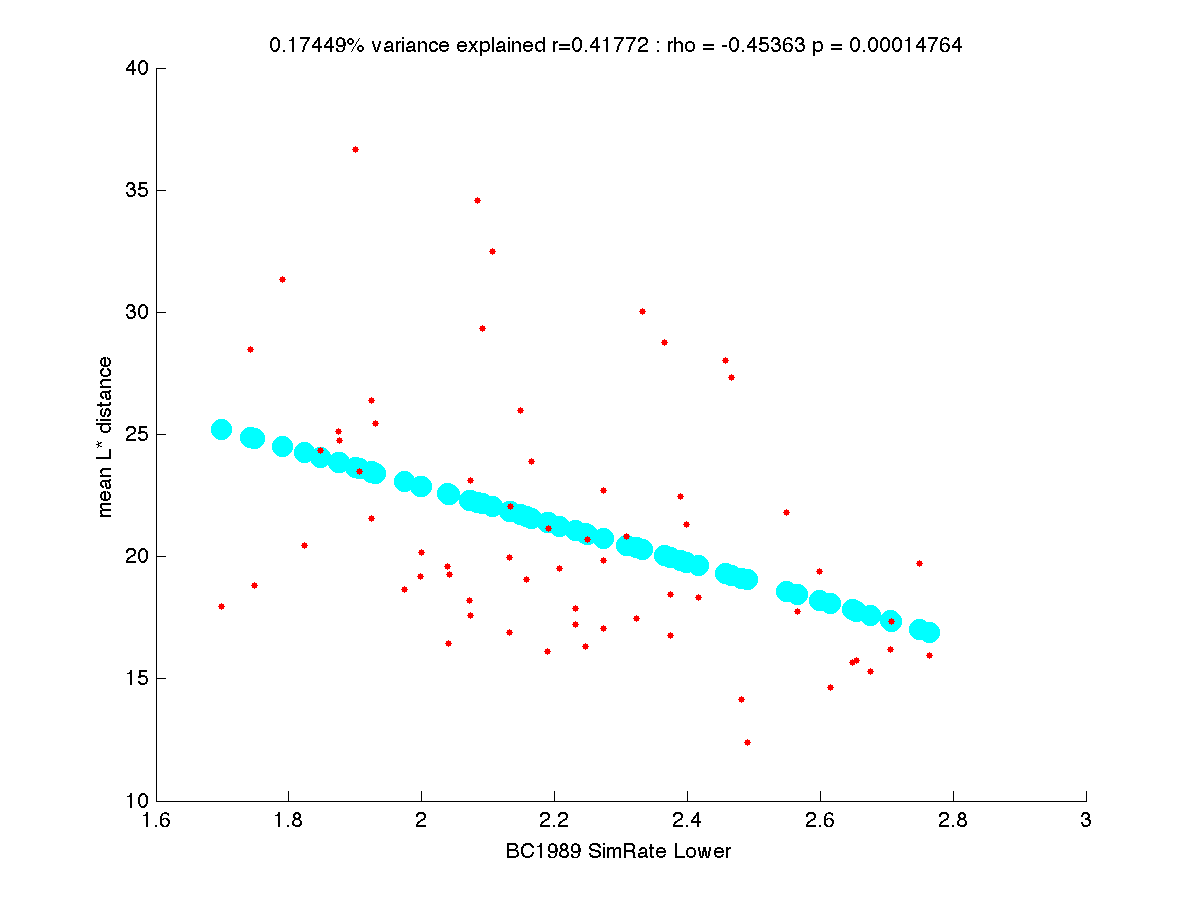 0.17449% variance explained r=0.41772 : rho = -0.45363 p = 0.00014764
40
35
30
25
20
15
10
mean L* distance
1.6 1.8 2 2.2 2.4 2.6 2.8 3
BC1989 SimRate Lower